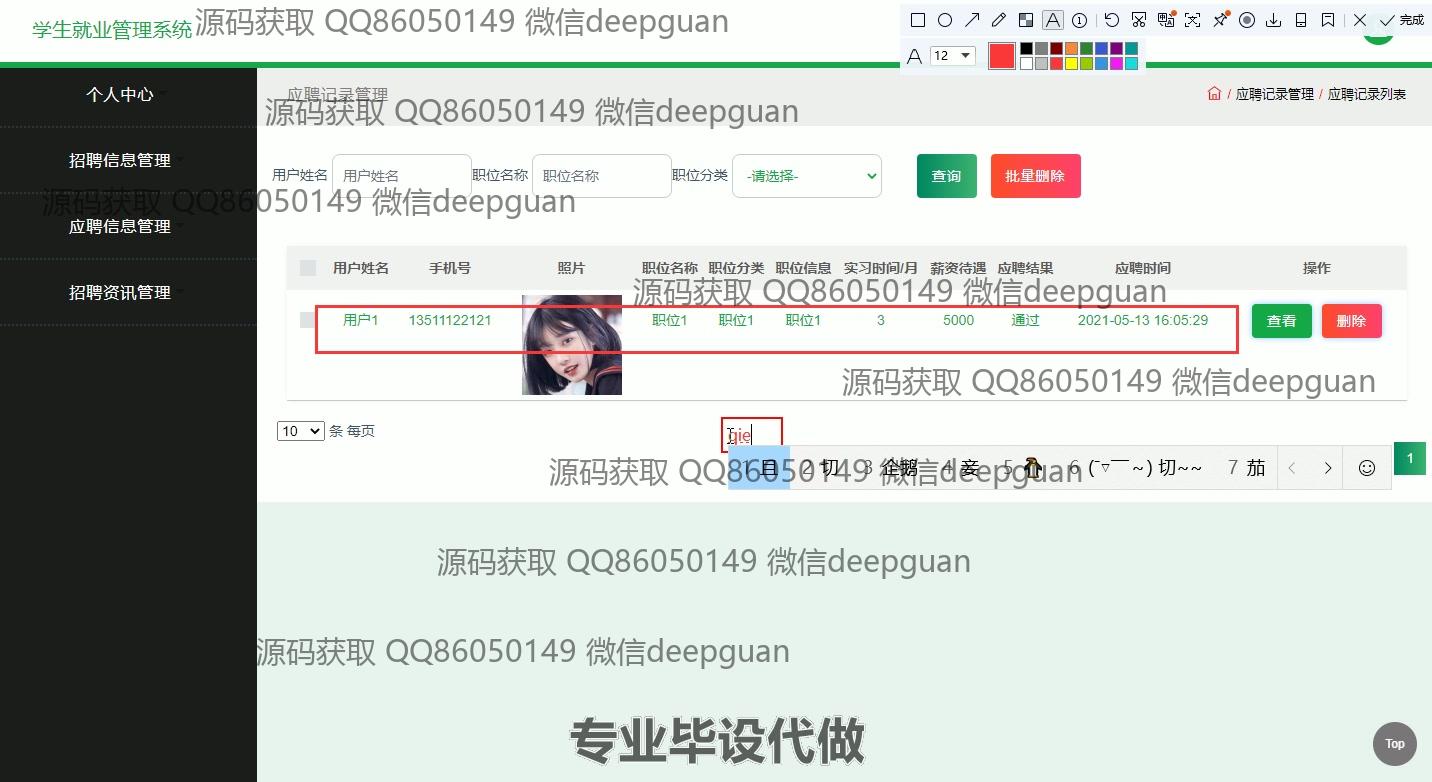 学生就业管理系统
源码获取 QQ86050149 微信deepguan
A 12
完成
个人中心
招聘信息管理
应聘信息管理
招聘资讯管理
应聘记录管理
应聘记录管理 / 应聘记录列表
源码获取 QQ86050149 微信deepguan
用户姓名 用户姓名 职位名称 职位名称 职位分类 -请选择- 查询 批量删除
源码获取 QQ86050149 微信deepguan
用户姓名 手机号 照片 职位名称 职位分类 职位信息 实习时间/月 薪资待遇 应聘结果 应聘时间 操作
源码获取 QQ86050149 微信deepguan
用户1 13511122121 职位1 职位1 职位1 3 5000 通过 2021-05-13 16:05:29 查看 删除
源码获取 QQ86050149 微信deepguan
10 条 每页
qie
1 且 2 切 3 企鹅 4 妾 5 6 (¯▽¯~) 切~~ 7 茄
1
源码获取 QQ86050149 微信deepguan
源码获取 QQ86050149 微信deepguan
源码获取 QQ86050149 微信deepguan
专业毕设代做
Top